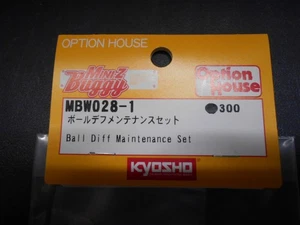 OPTION HOUSE
Mini-Z
Buggy
Option
House
MBW028-1
●300
ボールデフメンテナンスセット
Ball Diff Maintenance Set
KYOSHO